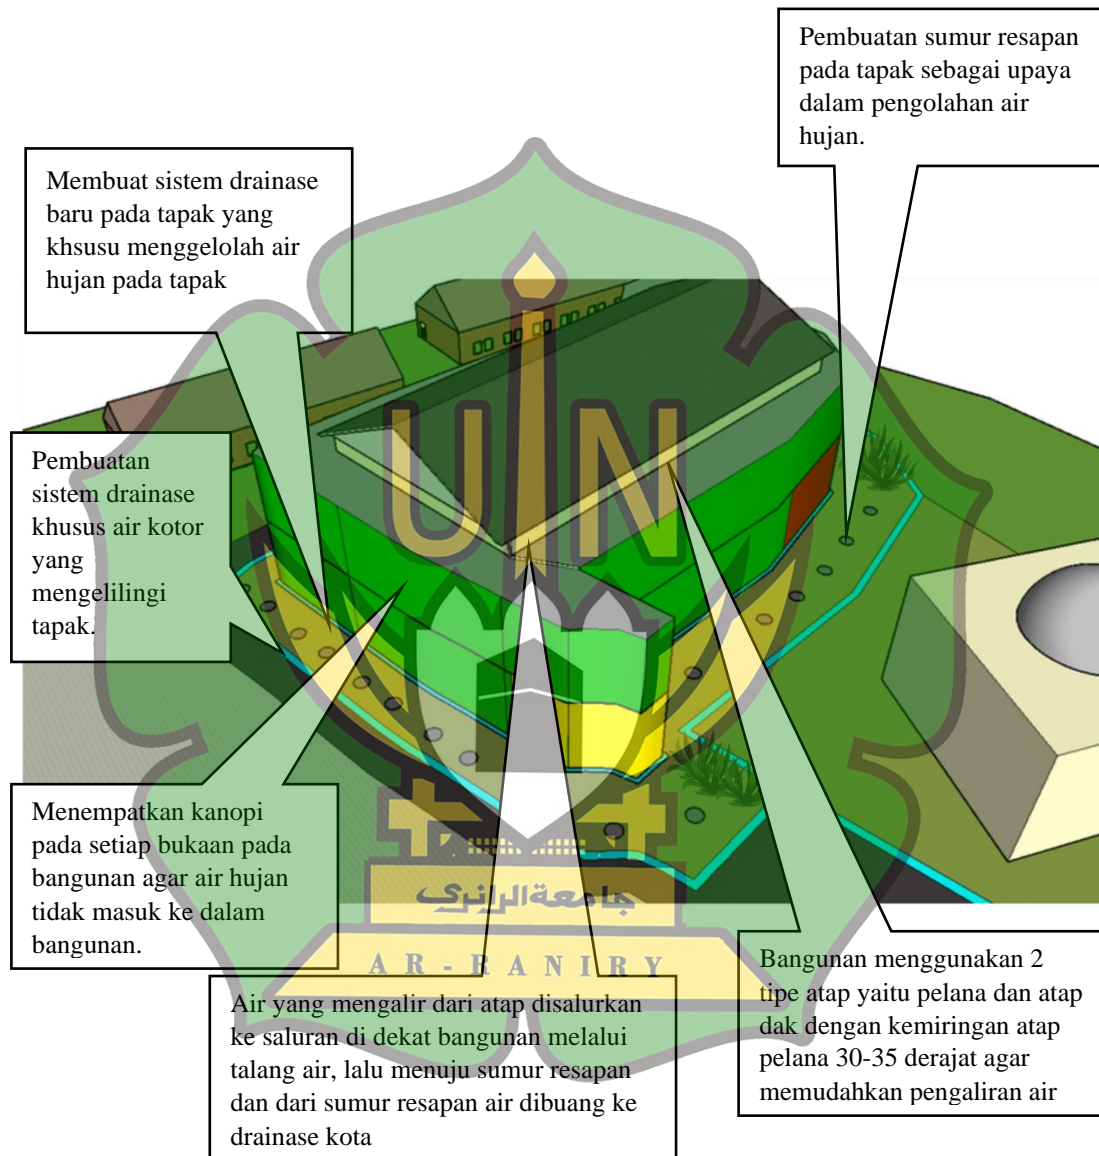 Pembuatan sumur resapan
pada tapak sebagai upaya
dalam pengolahan air
hujan.
Membuat sistem drainase
baru pada tapak yang
khsusu menggelolah air
hujan pada tapak
Pembuatan
sistem drainase
khusus air kotor
yang
mengelilingi
tapak.
UIN
Menempatkan kanopi
pada setiap bukaan pada
bangunan agar air hujan
tidak masuk ke dalam
bangunan.
جامعة الرانري
AR-RANIRY
Bangunan menggunakan 2
tipe atap yaitu pelana dan atap
dak dengan kemiringan atap
pelana 30-35 derajat agar
memudahkan pengaliran air
Air yang mengalir dari atap disalurkan
ke saluran di dekat bangunan melalui
talang air, lalu menuju sumur resapan
dan dari sumur resapan air dibuang ke
drainase kota